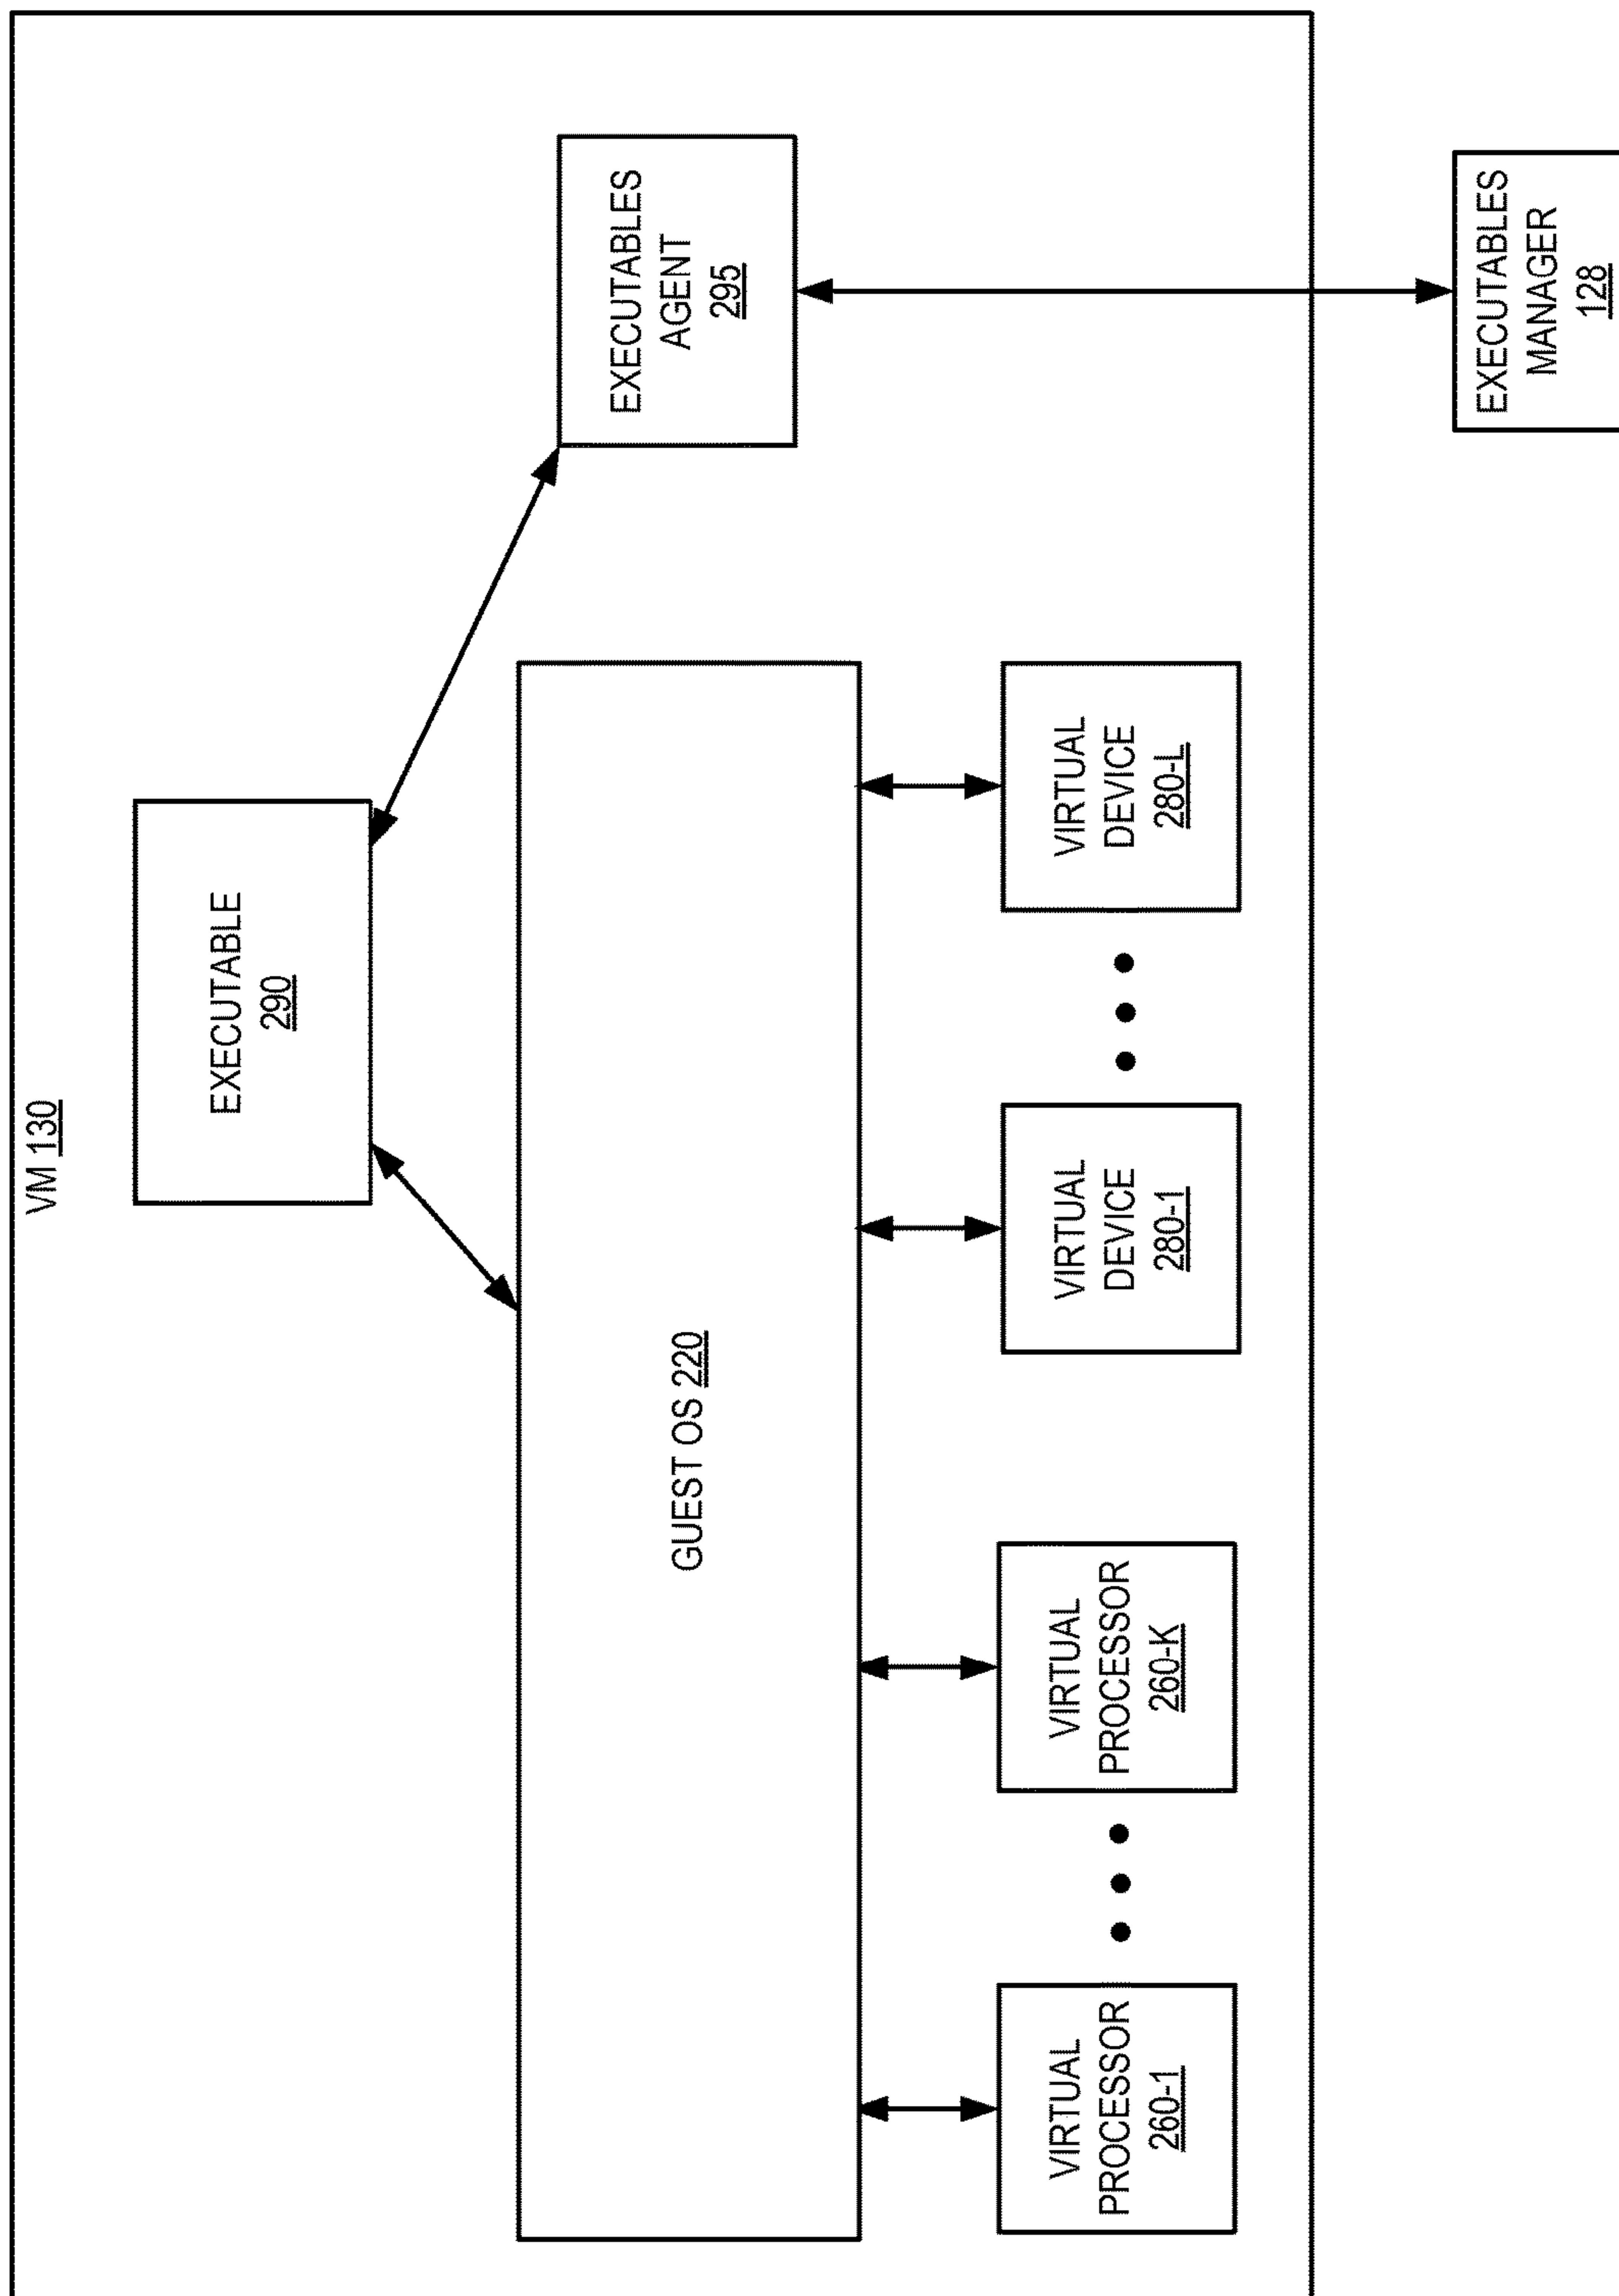 VM 130
EXECUTABLE
290
EXECUTABLES
AGENT
295
GUEST OS 220
VIRTUAL
PROCESSOR
260-1
VIRTUAL
PROCESSOR
260-K
VIRTUAL
DEVICE
280-1
VIRTUAL
DEVICE
280-L
EXECUTABLES
MANAGER
128